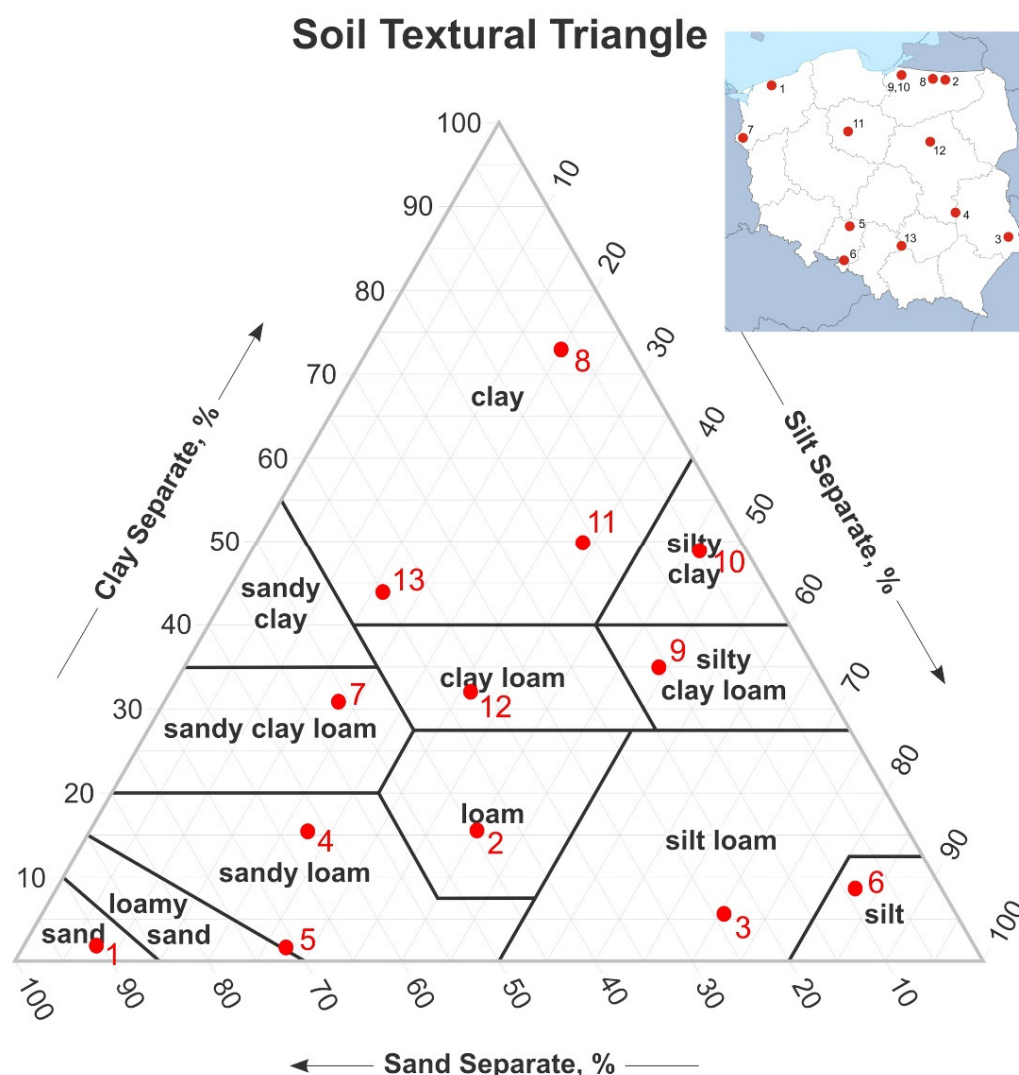 Soil Textural Triangle
1
9,10
8
2
7
11
12
4
5
3
13
6
100
10
90
20
80
30
8
70
clay
40
60
11
50
50
silty
clay
10
13
60
sandy
clay
40
9
silty
clay loam
70
clay loam
12
7
30
sandy clay loam
80
20
loam
2
4
silt loam
90
sandy loam
10
6
silt
loamy
sand
3
100
sand
1
5
100
90
80
70
60
50
40
30
20
10
Clay Separate, %
Silt Separate, %
Sand Separate, %